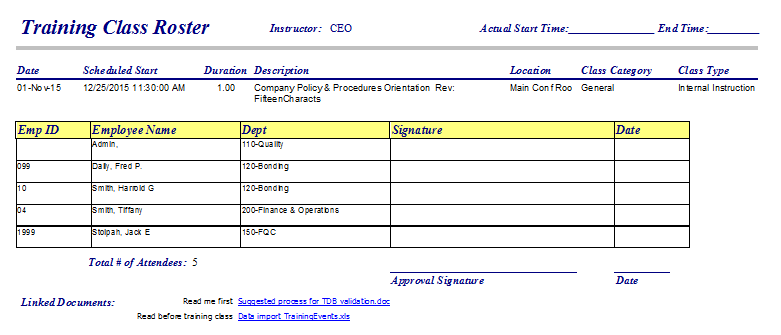 Training Class Roster Instructor: CEO Actual Start Time: End Time:
Date Scheduled Start Duration Description Location Class Category Class Type
01-Nov-15 12/25/2015 11:30:00 AM 1.00 Company Policy & Procedures Orientation Rev: Main Conf Roo General Internal Instruction
FifteenCharacts
Emp ID Employee Name Dept Signature Date
Admin, 110-Quality
099 Daily, Fred P. 120-Bonding
10 Smith, Harrold G 120-Bonding
04 Smith, Tiffany 200-Finance & Operations
1999 Stolpah, Jack E 150-FQC
Total # of Attendees: 5
Approval Signature Date
Linked Documents: Read me first Suggested process for TDB validation.doc
Read before training class Data import TrainingEvents.xls